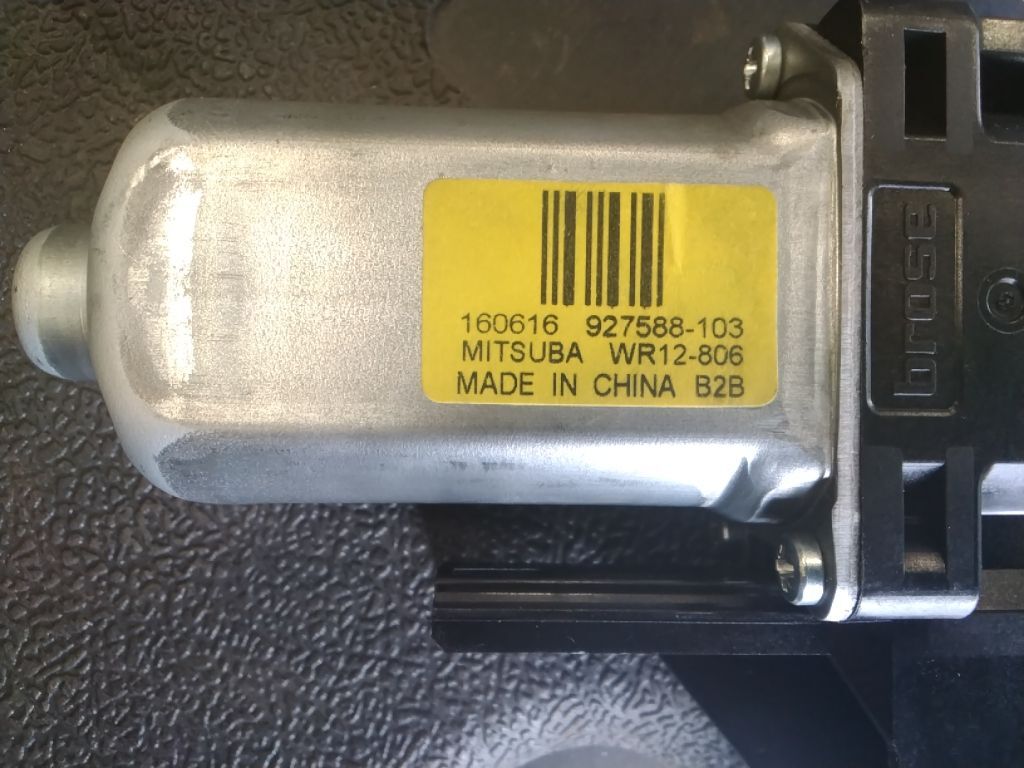 160616 927588-103
MITSUBA WR12-806
MADE IN CHINA B2B
brose